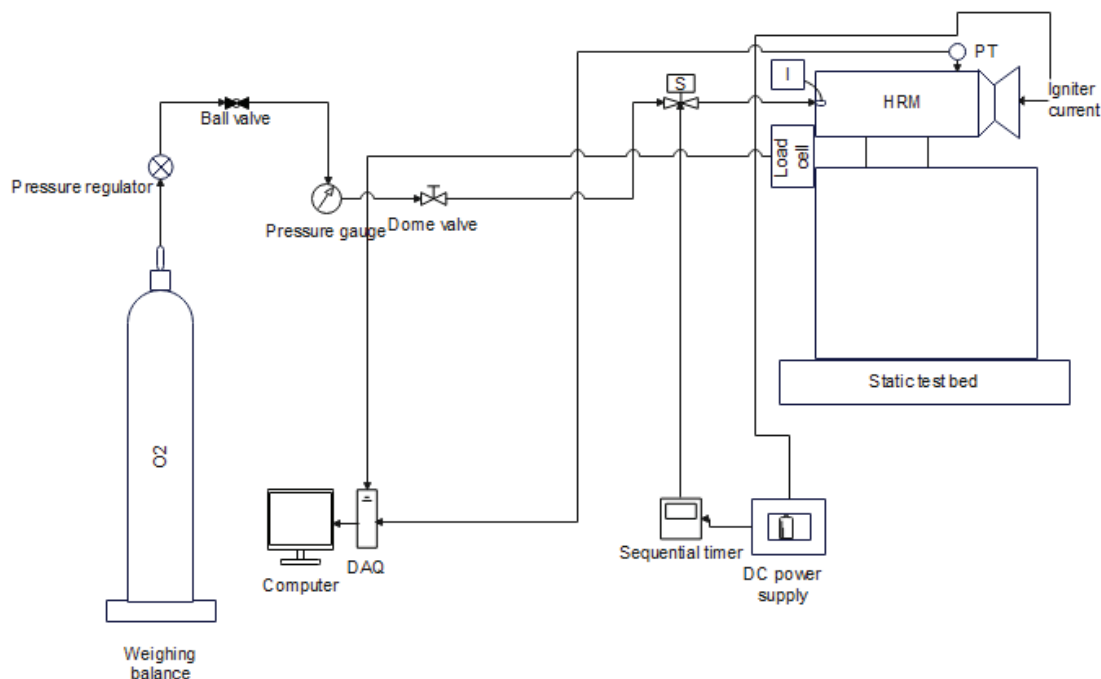 PT
S
I
HRM
Igniter
current
Ball valve
Load
cell
Pressure regulator
Pressure gauge
Dome valve
Static test bed
O2
Sequential timer
DAQ
Computer
DC power
supply
Weighing
balance